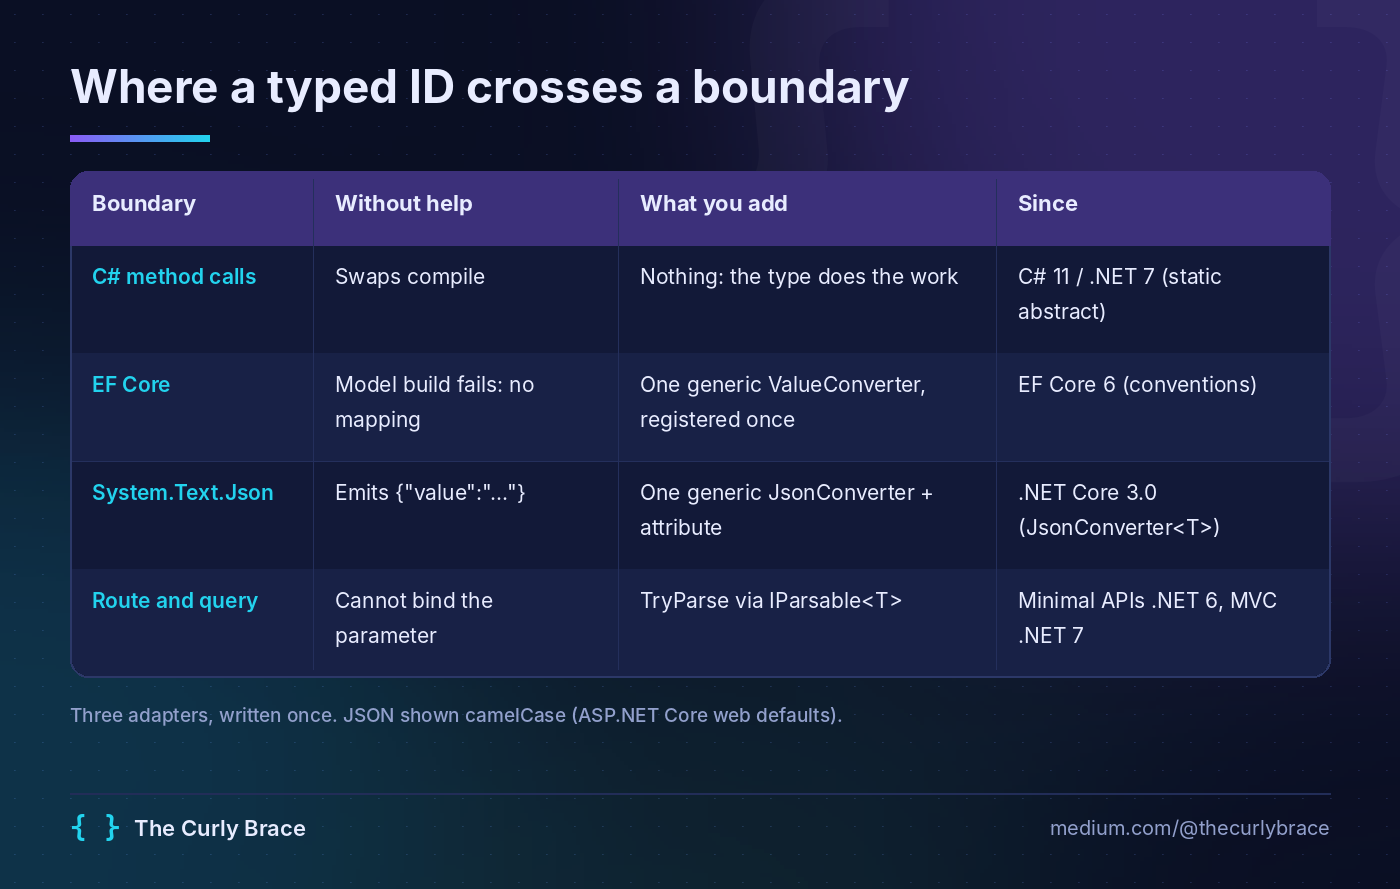 Where a typed ID crosses a boundary
Boundary
Without help
What you add
Since
C# method calls
Swaps compile
Nothing: the type does the work
C# 11 / .NET 7 (static
abstract)
EF Core
Model build fails: no
mapping
One generic ValueConverter,
registered once
EF Core 6 (conventions)
System.Text.Json
Emits {"value":"..."}
One generic JsonConverter +
attribute
.NET Core 3.0
(JsonConverter<T>)
Route and query
Cannot bind the
parameter
TryParse via IParsable<T>
Minimal APIs .NET 6, MVC
.NET 7
Three adapters, written once. JSON shown camelCase (ASP.NET Core web defaults).
{ } The Curly Brace
medium.com/@thecurlybrace